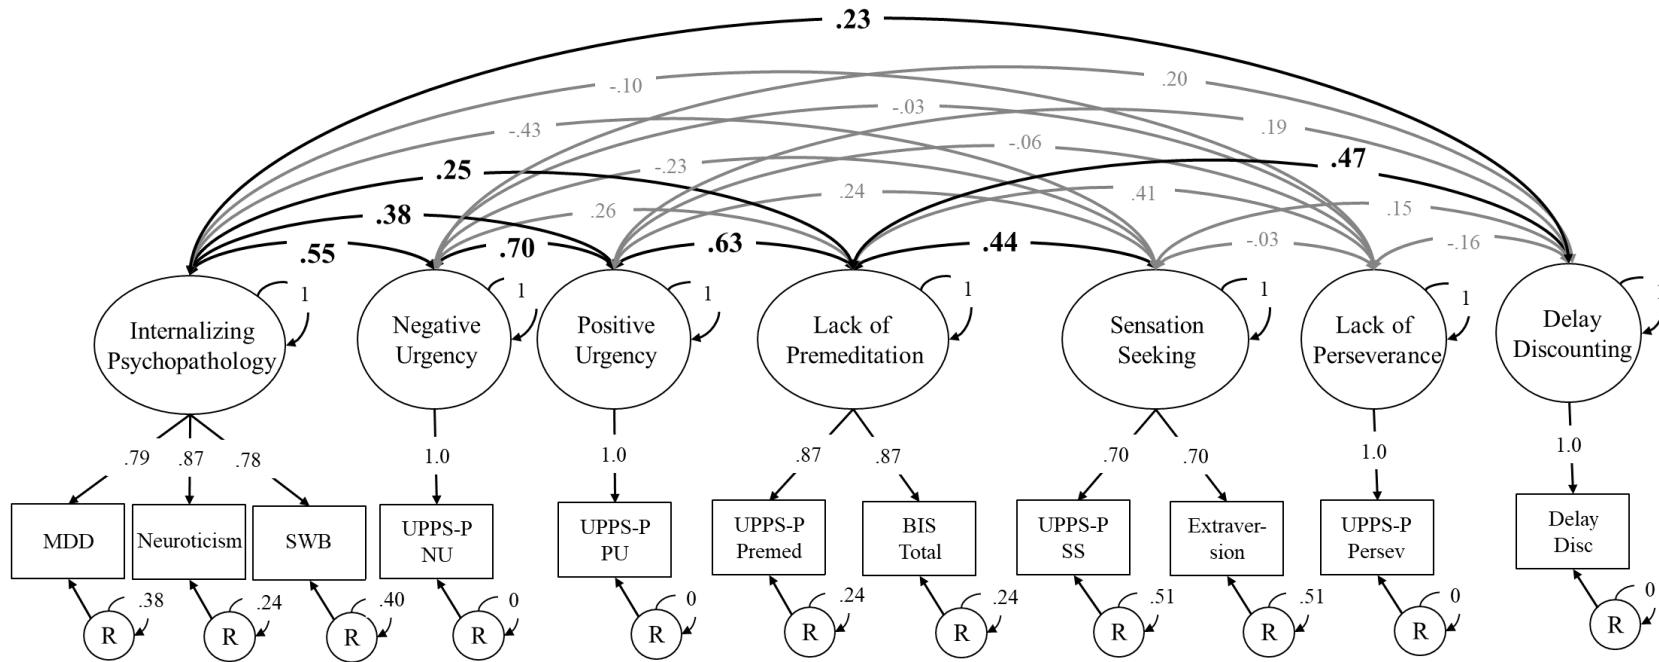 .23
-.10
.20
-.03
-.43
.19
-.06
.25
-.23
.47
.24
.41
.38
.26
.15
.55
.70
.63
.44
-.03
-.16
1
1
1
1
1
1
Internalizing
Psychopathology
Negative
Urgency
Positive
Urgency
Lack of
Premeditation
Sensation
Seeking
Lack of
Perseverance
Delay
Discounting
.79
.87
.78
1.0
1.0
.87
.87
.70
.70
1.0
1.0
MDD
Neuroticism
SWB
UPPS-P
NU
UPPS-P
PU
UPPS-P
Premed
BIS
Total
UPPS-P
SS
Extraver-
sion
UPPS-P
Persev
Delay
Disc
R
.38
R
.24
R
.40
R
0
R
0
R
.24
R
.24
R
.51
R
.51
R
0
R
0